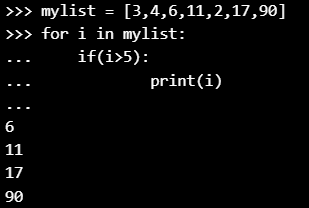 >>> mylist = [3,4,6,11,2,17,90]
>>> for i in mylist:
...     if(i>5):
...             print(i)
...
6
11
17
90